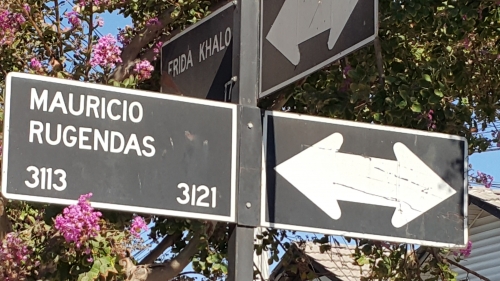 FRIDA KHALO
MAURICIO
RUGENDAS
3113 3121